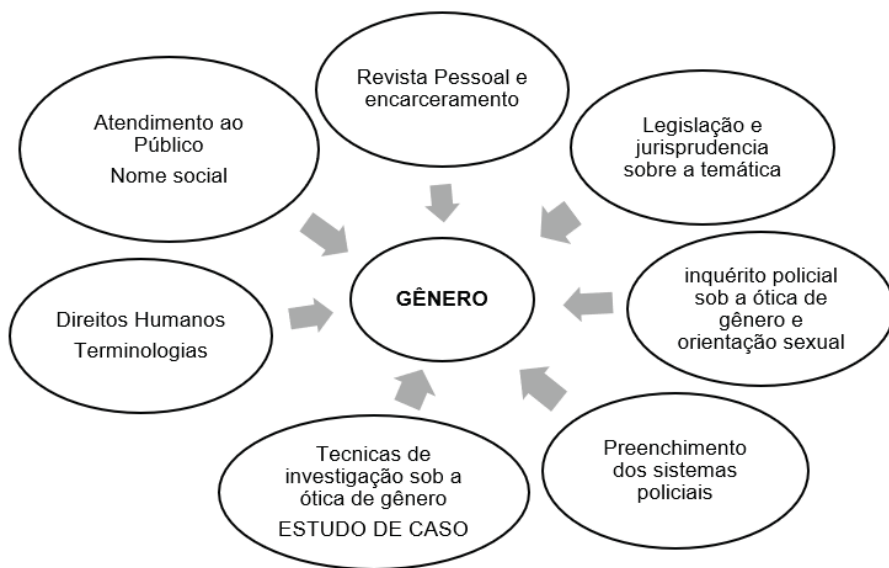 Revista Pessoal e
encarceramento
Atendimento ao
Público
Nome social
Legislação e
jurisprudencia
sobre a temática
GÊNERO
inquérito policial
sob a ótica de
gênero e
orientação sexual
Direitos Humanos
Terminologias
Tecnicas de
investigação sob a
ótica de gênero
ESTUDO DE CASO
Preenchimento
dos sistemas
policiais